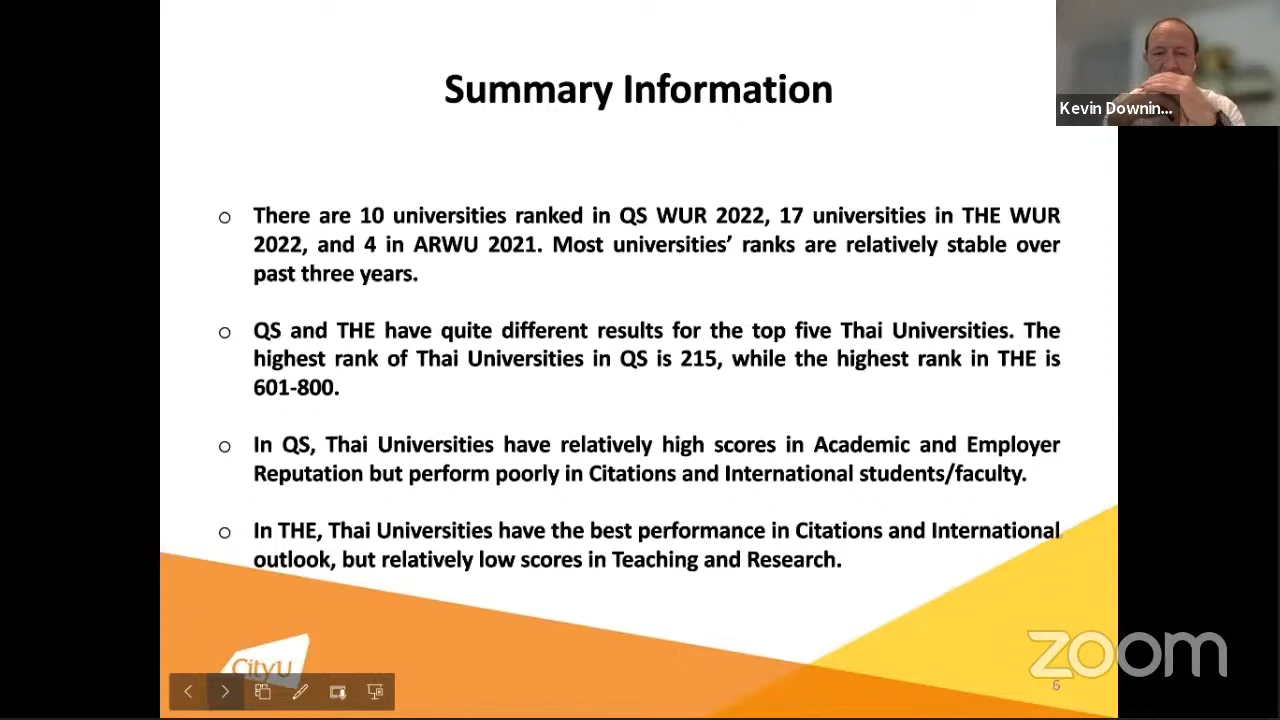 Summary Information
Kevin Downin...
o There are 10 universities ranked in QS WUR 2022, 17 universities in THE WUR
2022, and 4 in ARWU 2021. Most universities’ ranks are relatively stable over
past three years.
o QS and THE have quite different results for the top five Thai Universities. The
highest rank of Thai Universities in QS is 215, while the highest rank in THE is
601-800.
o In QS, Thai Universities have relatively high scores in Academic and Employer
Reputation but perform poorly in Citations and International students/faculty.
o In THE, Thai Universities have the best performance in Citations and International
outlook, but relatively low scores in Teaching and Research.
CityU
zoom
6